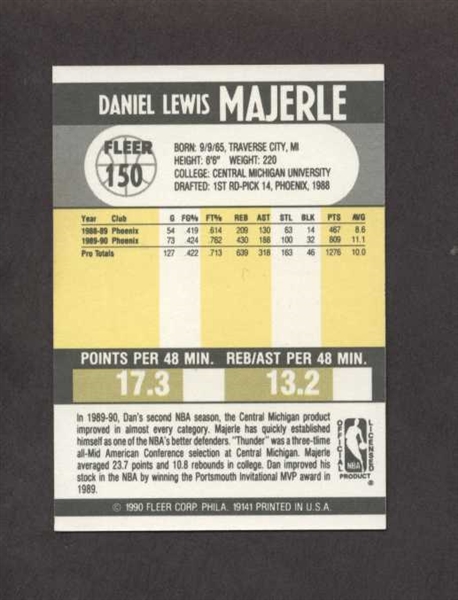 DANIEL LEWIS MAJERLE
FLEER
150
BORN: 9/9/65, TRAVERSE CITY, MI
HEIGHT: 6'6" WEIGHT: 220
COLLEGE: CENTRAL MICHIGAN UNIVERSITY
DRAFTED: 1ST RD-PICK 14, PHOENIX, 1988
Year Club G FG% FT% REB AST STL BLK PTS AVG
1988-89 Phoenix 54 .419 .614 209 130 63 14 467 8.6
1989-90 Phoenix 73 .424 .762 430 188 100 32 809 11.1
Pro Totals 127 .422 .713 639 318 163 46 1276 10.0
POINTS PER 48 MIN. REB/AST PER 48 MIN.
17.3 13.2
In 1989-90, Dan's second NBA season, the Central Michigan product
improved in almost every category. Majerle has quickly established
himself as one of the NBA's better defenders. "Thunder" was a three-time
all-Mid American Conference selection at Central Michigan. Majerle
averaged 23.7 points and 10.8 rebounds in college. Dan improved his
stock in the NBA by winning the Portsmouth Invitational MVP award in
1989.
OFFICIAL
LICENSED
NBA
PRODUCT ®
© 1990 FLEER CORP. PHILA. 19141 PRINTED IN U.S.A.